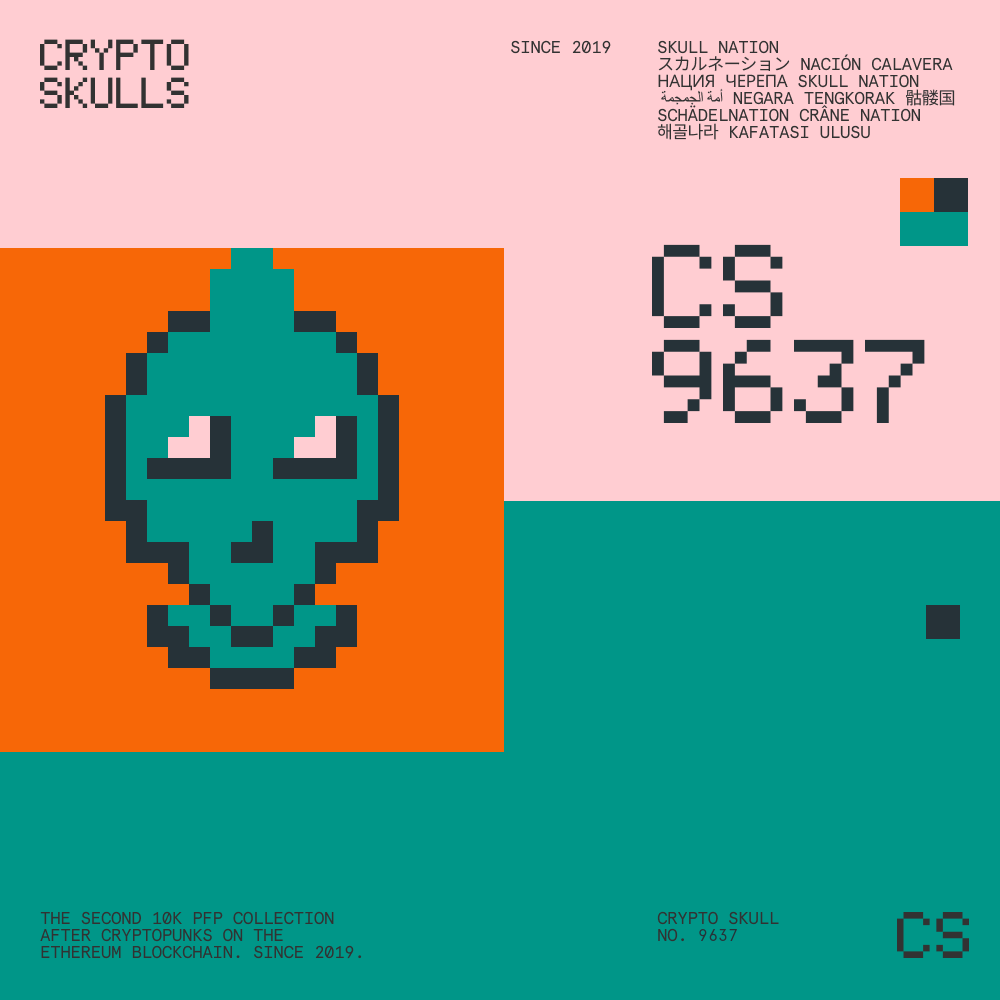 CRYPTO
SKULLS
SINCE 2019
SKULL NATION
スカルネーション NACIÓN CALAVERA
НАЦИЯ ЧЕРЕПА SKULL NATION
أمة الجمجمة NEGARA TENGKORAK 骷髅国
SCHÄDELNATION CRÂNE NATION
해골나라 KAFATASI ULUSU
CS
9637
THE SECOND 10K PFP COLLECTION
AFTER CRYPTOPUNKS ON THE
ETHEREUM BLOCKCHAIN. SINCE 2019.
CRYPTO SKULL
NO. 9637
CS